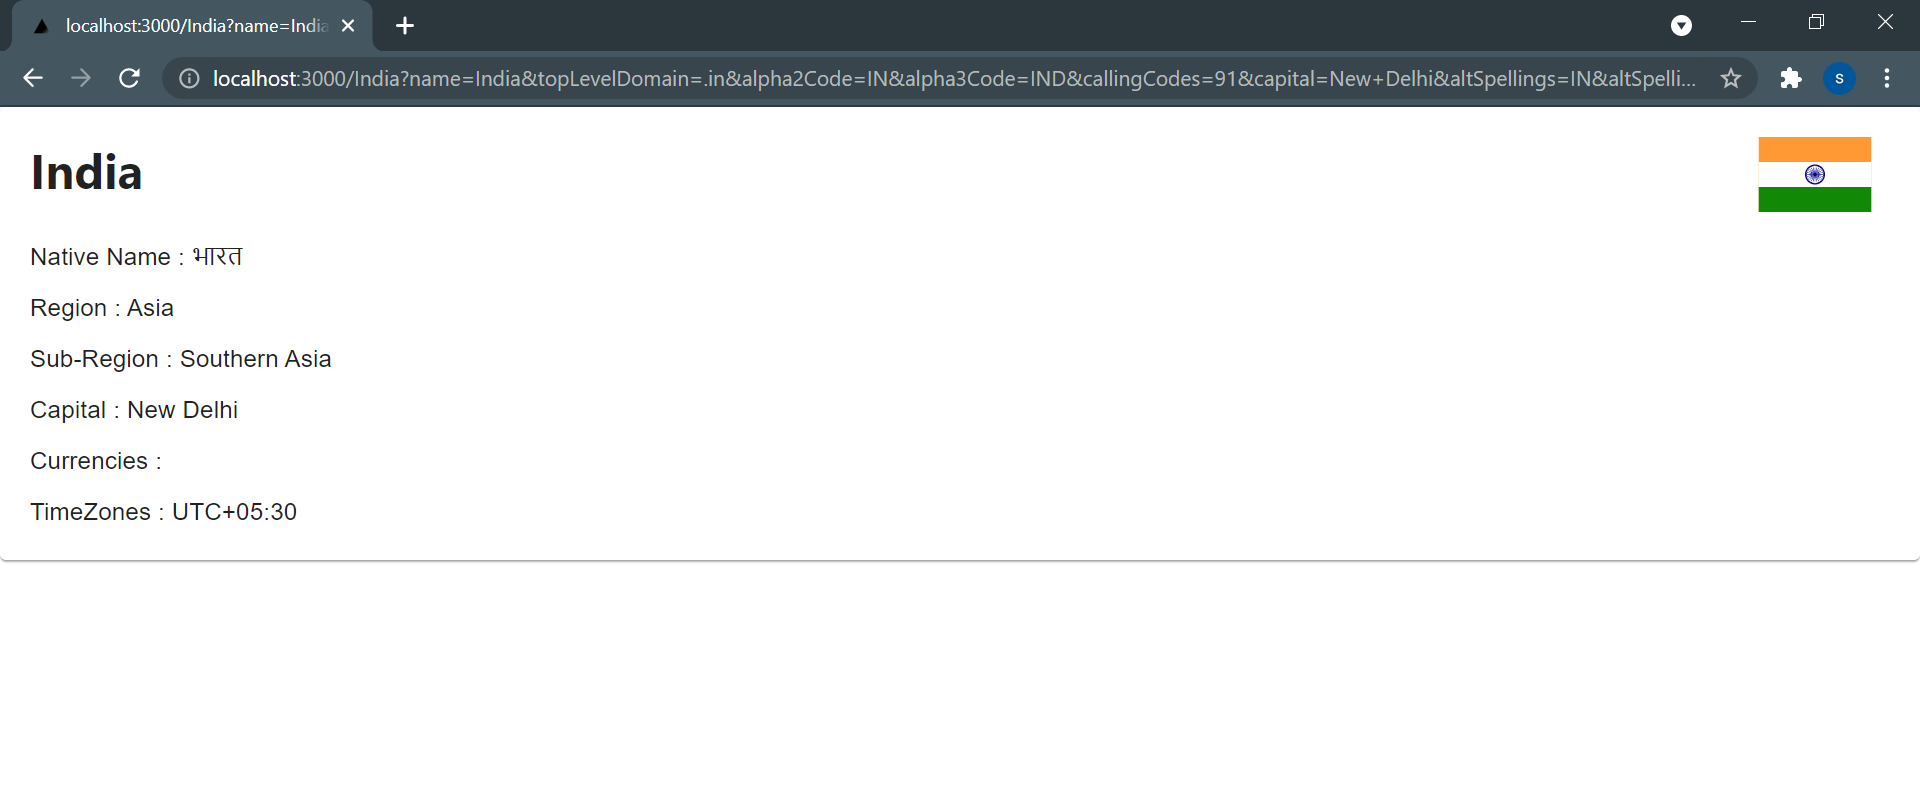 localhost:3000/India?name=India
localhost:3000/India?name=India&topLevelDomain=.in&alpha2Code=IN&alpha3Code=IND&callingCodes=91&capital=New+Delhi&altSpellings=IN&altSpelli...
S
India
Native Name : भारत
Region : Asia
Sub-Region : Southern Asia
Capital : New Delhi
Currencies :
TimeZones : UTC+05:30